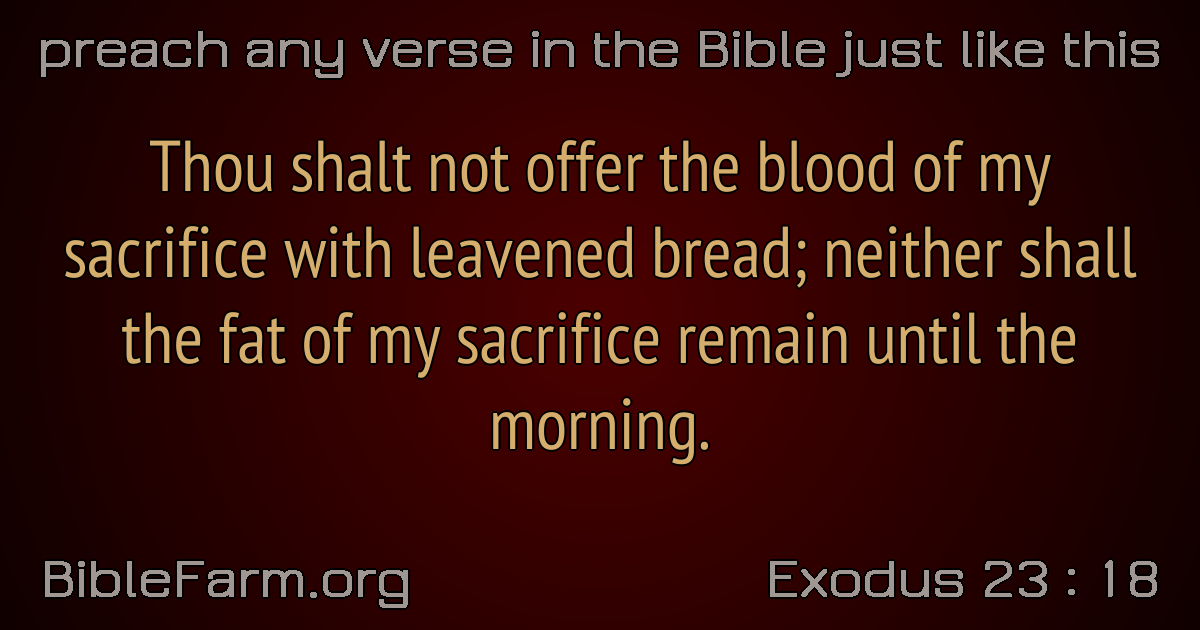 preach any verse in the Bible just like this
Thou shalt not offer the blood of my
sacrifice with leavened bread; neither shall
the fat of my sacrifice remain until the
morning.
BibleFarm.org
Exodus 23 : 18